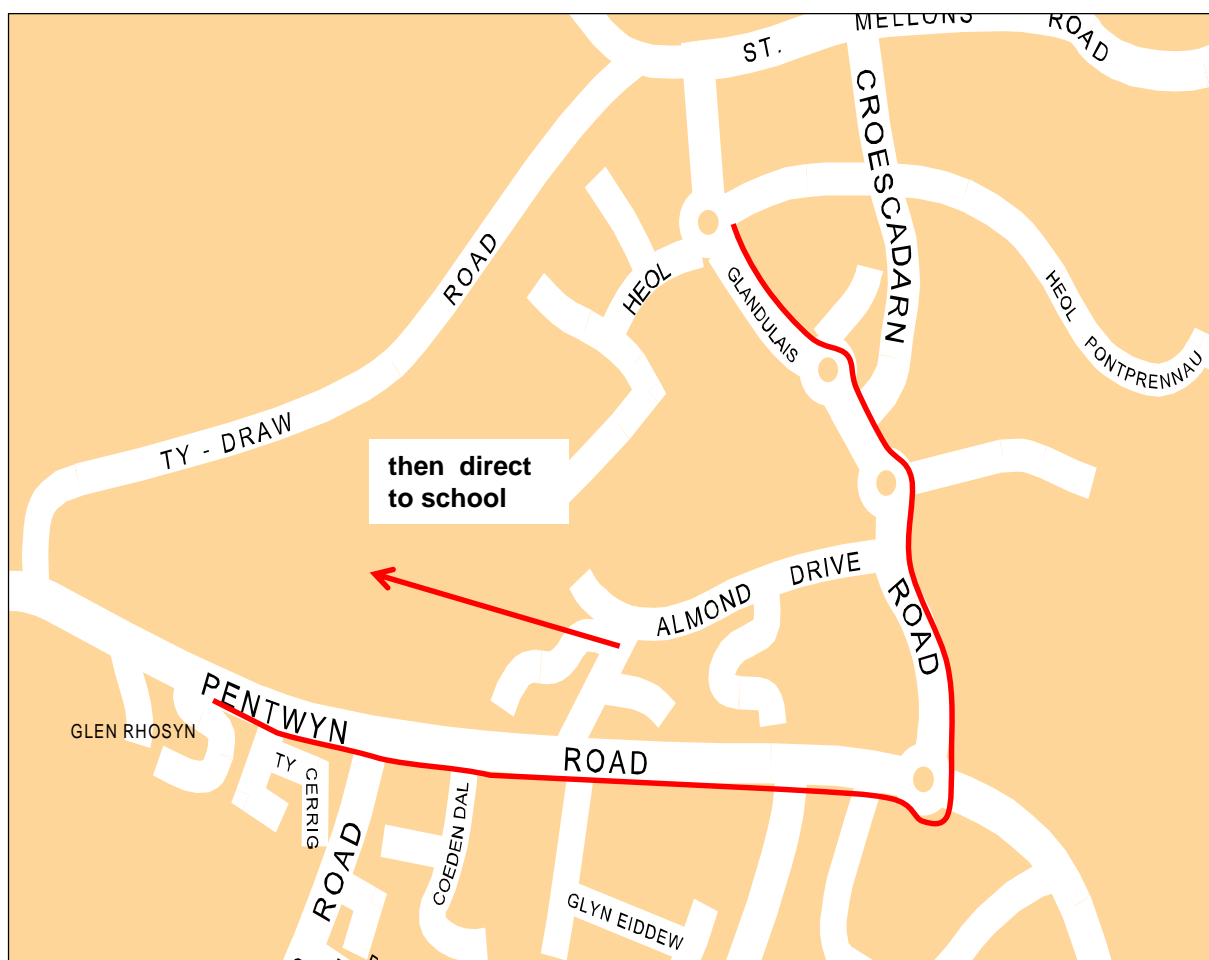 ST.
MELLONS
ROAD
CROESCADARN
ROAD
HEOL
GLANDULAIS
HEOL
PONTPRENNAU
TY - DRAW
then direct
to school
ALMOND
DRIVE
ROAD
PENTWYN
ROAD
GLEN RHOSYN
TY
CERRIG
ROAD
COEDEN DAL
GLYN EIDDEW